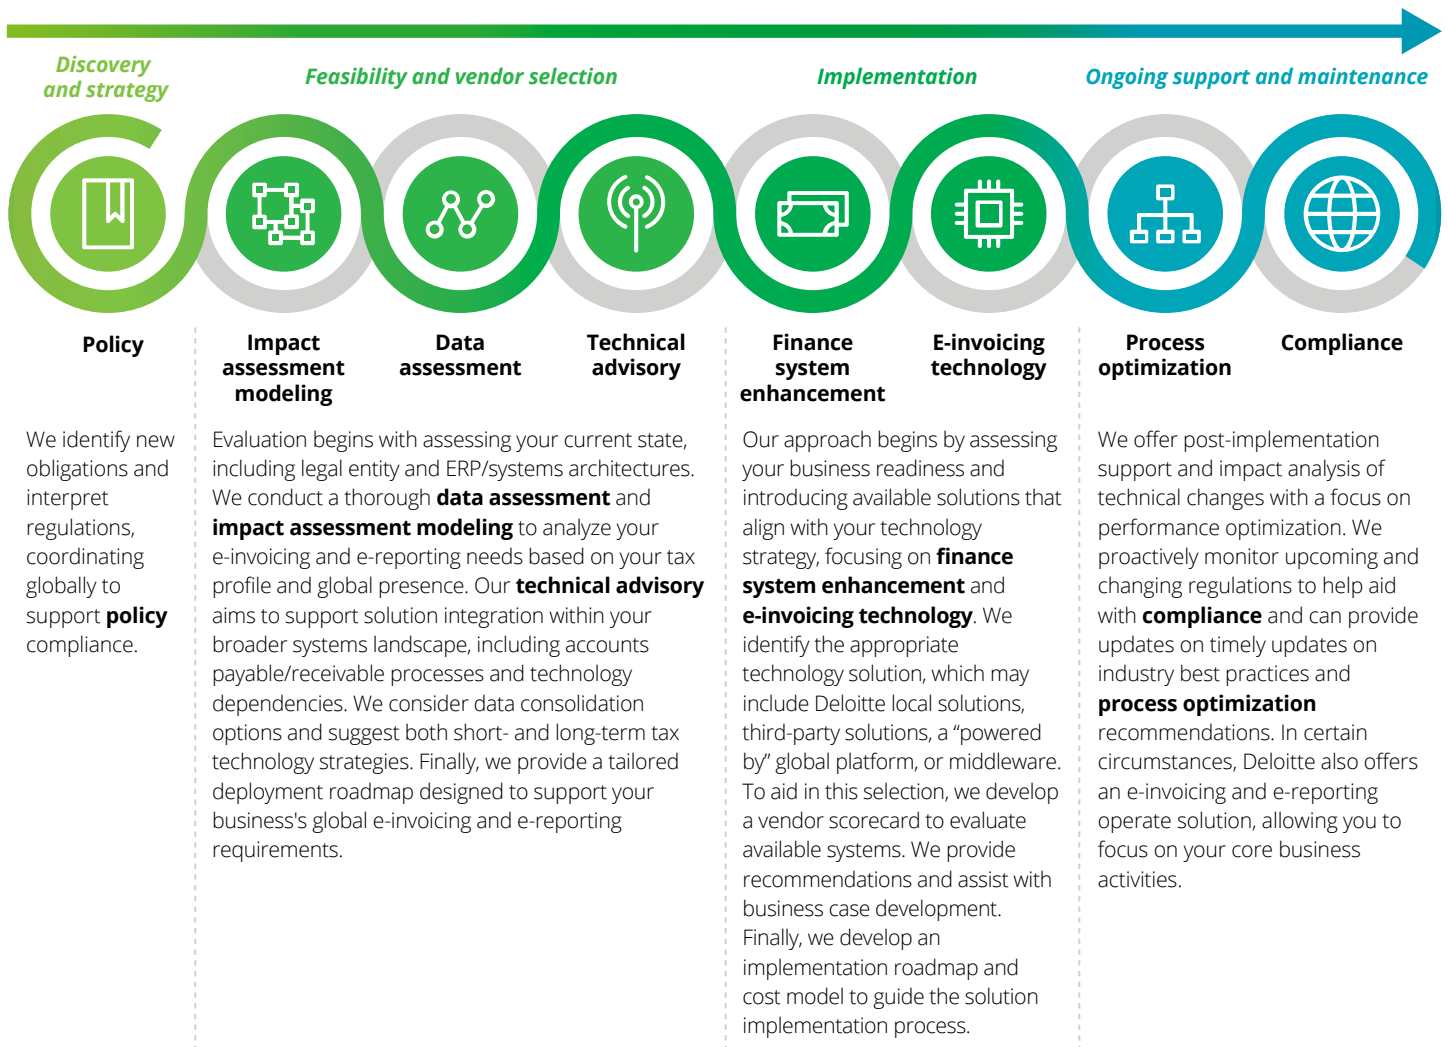 Discovery
and strategy
Feasibility and vendor selection
Implementation
Ongoing support and maintenance
Policy
Impact
assessment
modeling
Data
assessment
Technical
advisory
Finance
system
enhancement
E-invoicing
technology
Process
optimization
Compliance
We identify new
obligations and
interpret
regulations,
coordinating
globally to
support policy
compliance.
Evaluation begins with assessing your current state,
including legal entity and ERP/systems architectures.
We conduct a thorough data assessment and
impact assessment modeling to analyze your
e-invoicing and e-reporting needs based on your tax
profile and global presence. Our technical advisory
aims to support solution integration within your
broader systems landscape, including accounts
payable/receivable processes and technology
dependencies. We consider data consolidation
options and suggest both short- and long-term tax
technology strategies. Finally, we provide a tailored
deployment roadmap designed to support your
business's global e-invoicing and e-reporting
requirements.
Our approach begins by assessing
your business readiness and
introducing available solutions that
align with your technology
strategy, focusing on finance
system enhancement and
e-invoicing technology. We
identify the appropriate
technology solution, which may
include Deloitte local solutions,
third-party solutions, a “powered
by” global platform, or middleware.
To aid in this selection, we develop
a vendor scorecard to evaluate
available systems. We provide
recommendations and assist with
business case development.
Finally, we develop an
implementation roadmap and
cost model to guide the solution
implementation process.
We offer post-implementation
support and impact analysis of
technical changes with a focus on
performance optimization. We
proactively monitor upcoming and
changing regulations to help aid
with compliance and can provide
updates on timely updates on
industry best practices and
process optimization
recommendations. In certain
circumstances, Deloitte also offers
an e-invoicing and e-reporting
operate solution, allowing you to
focus on your core business
activities.